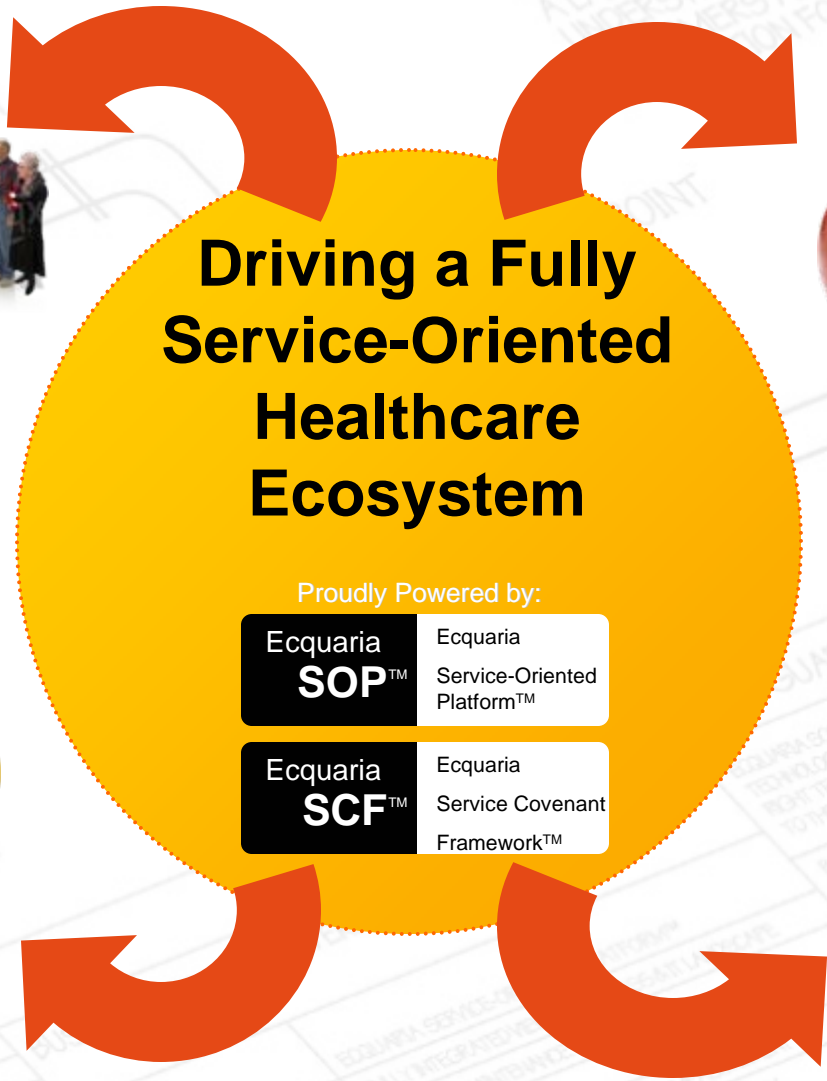 Driving a Fully
Service-Oriented
Healthcare
Ecosystem
Proudly Powered by:
Ecquaria
SOP™
Ecquaria
Service-Oriented
Platform™
Ecquaria
SCF™
Ecquaria
Service Covenant
Framework™